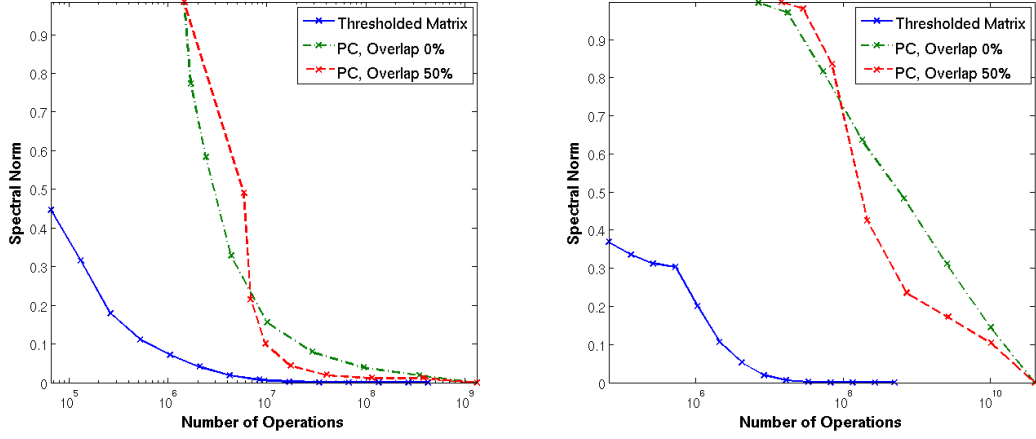 Thresholded Matrix
PC, Overlap 0%
PC, Overlap 50%
Spectral Norm
0.9
0.8
0.7
0.6
0.5
0.4
0.3
0.2
0.1
0
10^5
10^6
10^7
10^8
10^9
Number of Operations
Thresholded Matrix
PC, Overlap 0%
PC, Overlap 50%
Spectral Norm
0.9
0.8
0.7
0.6
0.5
0.4
0.3
0.2
0.1
0
10^6
10^8
10^10
Number of Operations